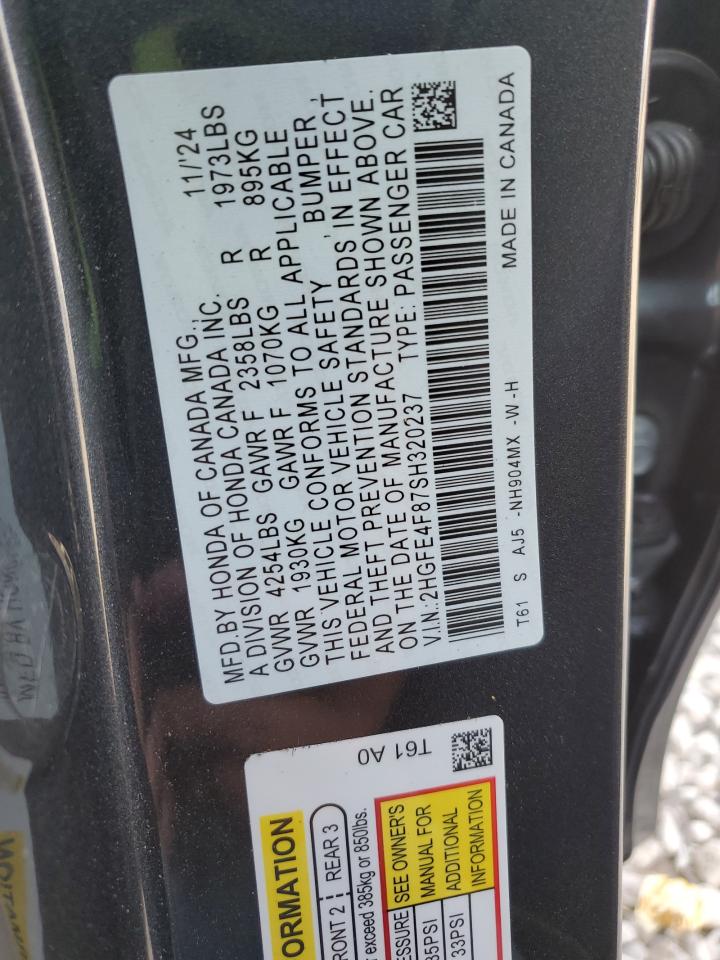 MFD.BY HONDA OF CANADA MFG., 11/'24
A DIVISION OF HONDA CANADA INC.
GVWR 4254LBS GAWR F 2358LBS R 1973LBS
GVWR 1930KG GAWR F 1070KG R 895KG
THIS VEHICLE CONFORMS TO ALL APPLICABLE
FEDERAL MOTOR VEHICLE SAFETY, BUMPER,
AND THEFT PREVENTION STANDARDS, IN EFFECT
ON THE DATE OF MANUFACTURE SHOWN ABOVE.
V.I.N.:2HGFE4F87SH320237 TYPE: PASSENGER CAR
T61 S AJ5 -NH904MX -W-H MADE IN CANADA
T61 A0
ORMATION
RONT 2 REAR 3
r exceed 385kg or 850lbs.
ESSURE SEE OWNER'S
35PSI MANUAL FOR
33PSI ADDITIONAL
INFORMATION